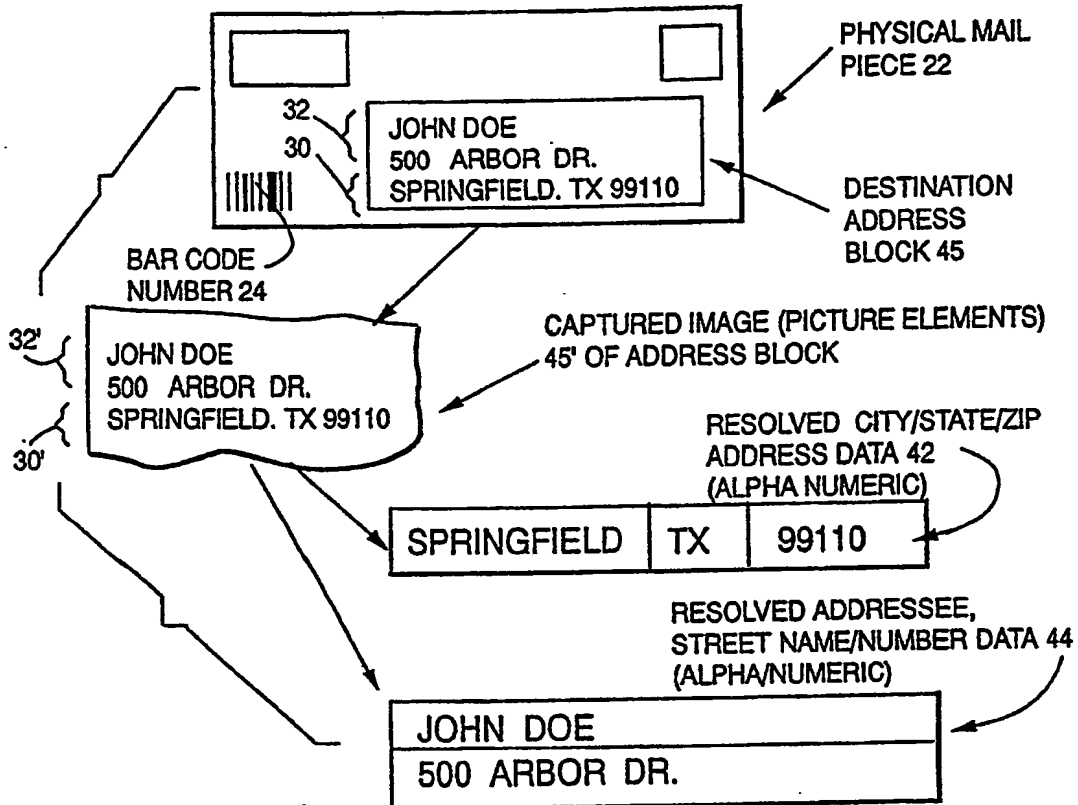 PHYSICAL MAIL
PIECE 22
32
30
JOHN DOE
500 ARBOR DR.
SPRINGFIELD. TX 99110
DESTINATION
ADDRESS
BLOCK 45
BAR CODE
NUMBER 24
32'
30'
JOHN DOE
500 ARBOR DR.
SPRINGFIELD. TX 99110
CAPTURED IMAGE (PICTURE ELEMENTS)
45' OF ADDRESS BLOCK
RESOLVED CITY/STATE/ZIP
ADDRESS DATA 42
(ALPHA NUMERIC)
SPRINGFIELD TX 99110
RESOLVED ADDRESSEE,
STREET NAME/NUMBER DATA 44
(ALPHA/NUMERIC)
JOHN DOE
500 ARBOR DR.